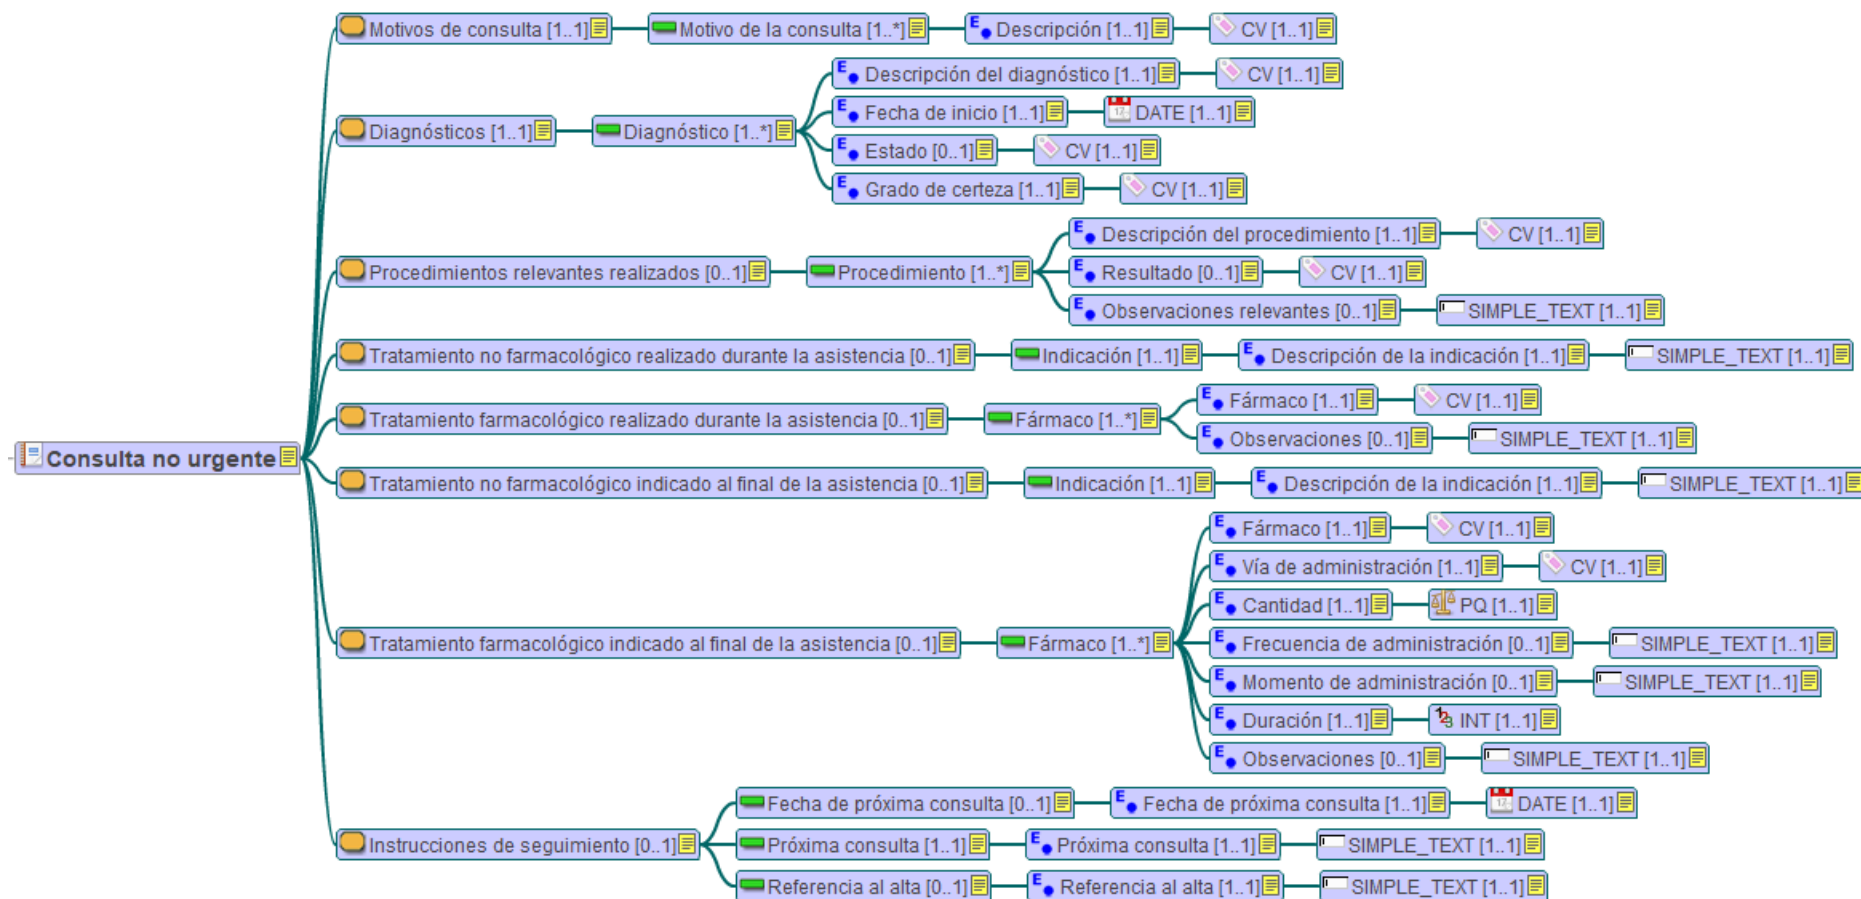 Motivos de consulta [1..1] Motivo de la consulta [1..*] Descripción [1..1] CV [1..1]
Descripción del diagnóstico [1..1] CV [1..1]
Fecha de inicio [1..1] DATE [1..1]
Diagnósticos [1..1] Diagnóstico [1..*]
Estado [0..1] CV [1..1]
Grado de certeza [1..1] CV [1..1]
Descripción del procedimiento [1..1] CV [1..1]
Procedimientos relevantes realizados [0..1] Procedimiento [1..*] Resultado [0..1] CV [1..1]
Observaciones relevantes [0..1] SIMPLE_TEXT [1..1]
Tratamiento no farmacológico realizado durante la asistencia [0..1] Indicación [1..1] Descripción de la indicación [1..1] SIMPLE_TEXT [1..1]
Fármaco [1..1] CV [1..1]
Tratamiento farmacológico realizado durante la asistencia [0..1] Fármaco [1..*]
Observaciones [0..1] SIMPLE_TEXT [1..1]
Consulta no urgente
Tratamiento no farmacológico indicado al final de la asistencia [0..1] Indicación [1..1] Descripción de la indicación [1..1] SIMPLE_TEXT [1..1]
Fármaco [1..1] CV [1..1]
Vía de administración [1..1] CV [1..1]
Cantidad [1..1] PQ [1..1]
Tratamiento farmacológico indicado al final de la asistencia [0..1] Fármaco [1..*] Frecuencia de administración [0..1] SIMPLE_TEXT [1..1]
Momento de administración [0..1] SIMPLE_TEXT [1..1]
Duración [1..1] INT [1..1]
Observaciones [0..1] SIMPLE_TEXT [1..1]
Fecha de próxima consulta [0..1] Fecha de próxima consulta [1..1] DATE [1..1]
Instrucciones de seguimiento [0..1] Próxima consulta [1..1] Próxima consulta [1..1] SIMPLE_TEXT [1..1]
Referencia al alta [0..1] Referencia al alta [1..1] SIMPLE_TEXT [1..1]